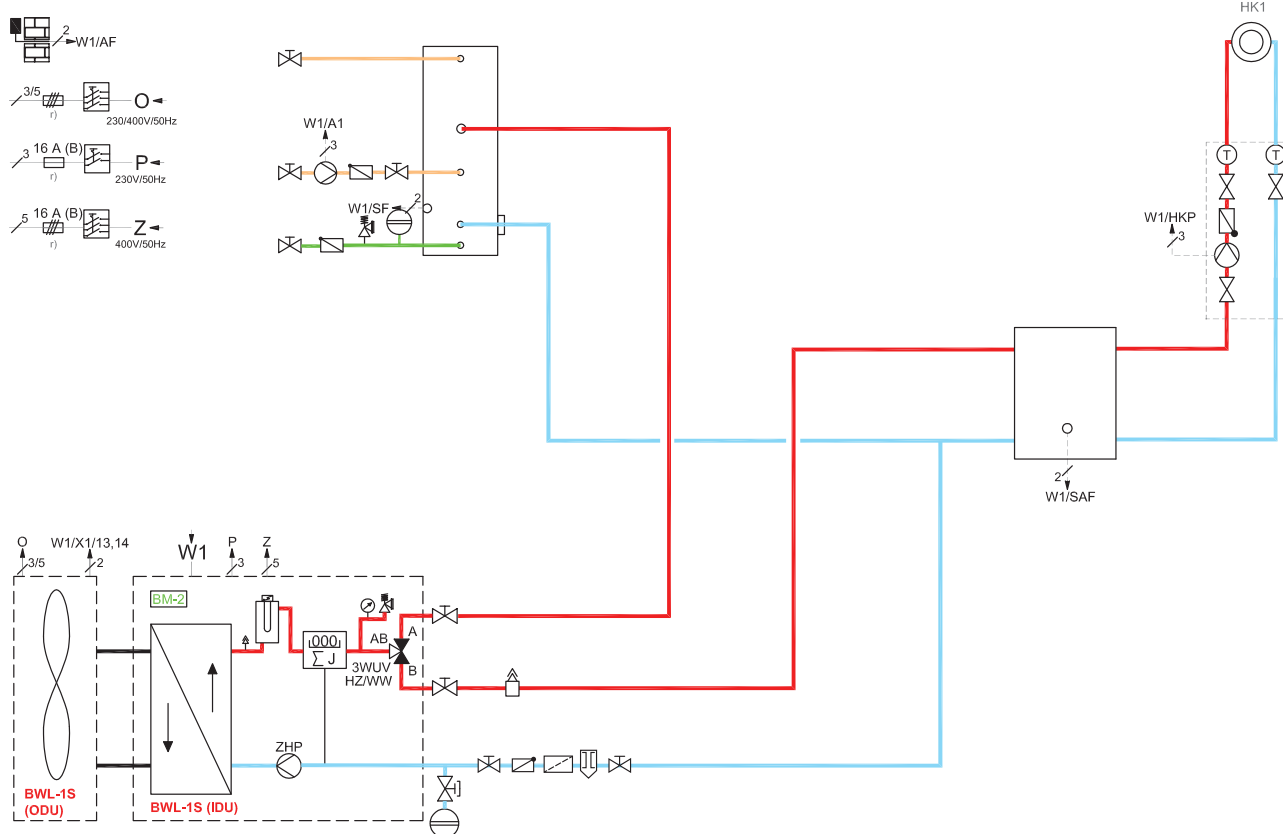 HK1
2
W1/AF
3/5
r)
O
230/400V/50Hz
W1/A1
3
16 A (B)
3
r)
P
230V/50Hz
T
T
W1/SF
2
16 A (B)
5
r)
Z
400V/50Hz
W1/HKP
3
2
W1/SAF
O
3/5
W1/X1/13,14
2
W1
P
3
Z
5
BM-2
000
Σ J
AB
A
B
3WUV
HZ/WW
ZHP
BWL-1S
(ODU)
BWL-1S (IDU)